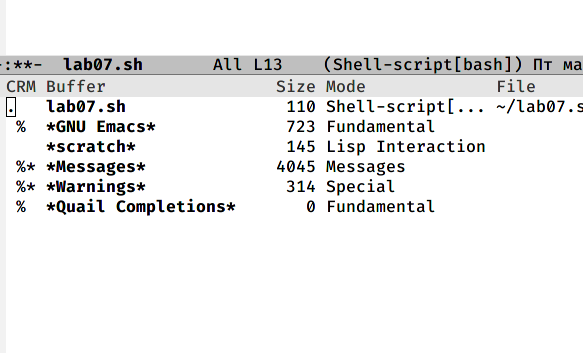 -:**-  lab07.sh       All L13    (Shell-script[bash]) Пт ма
CRM Buffer                 Size Mode             File
.   lab07.sh                110 Shell-script[... ~/lab07.s
 %  *GNU Emacs*             723 Fundamental
    *scratch*               145 Lisp Interaction
 %* *Messages*             4045 Messages
 %* *Warnings*              314 Special
 %  *Quail Completions*       0 Fundamental